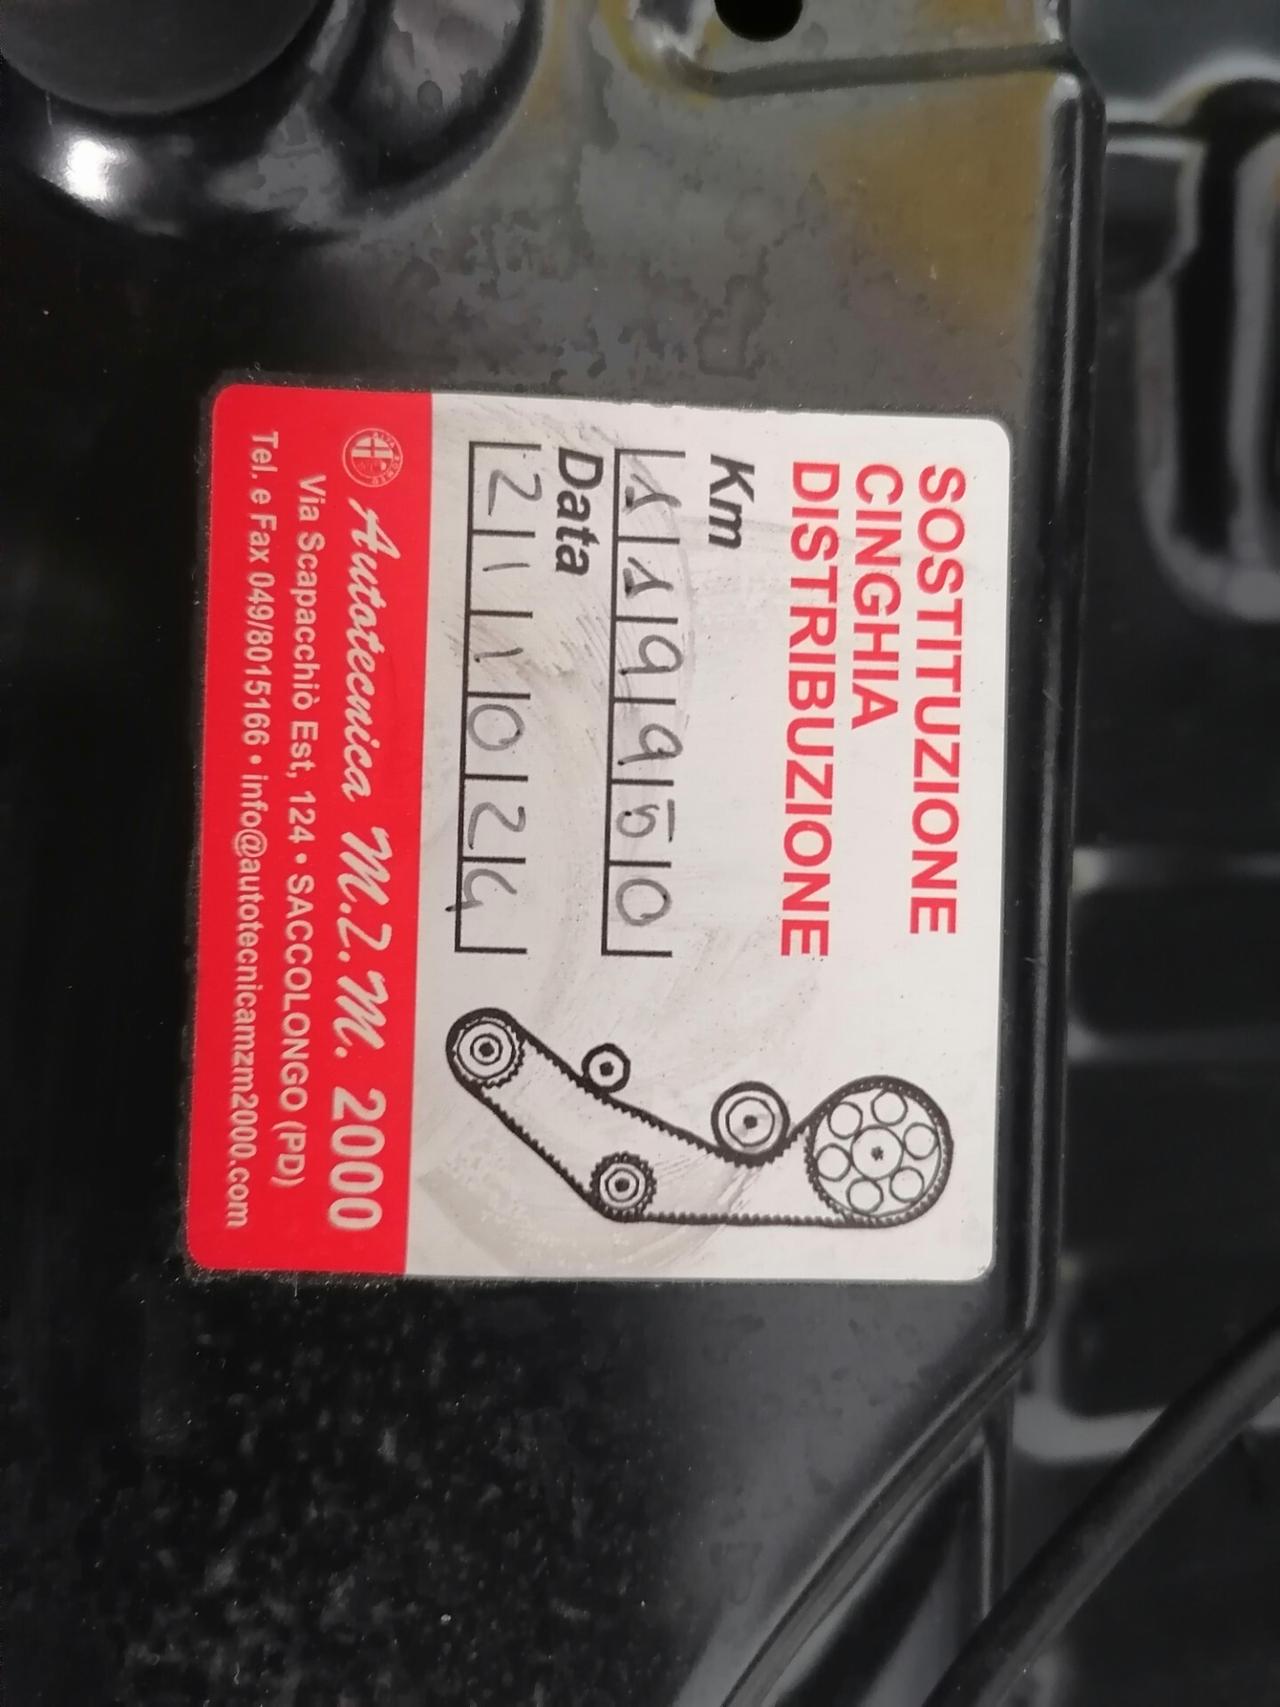 SOSTITUZIONE
CINGHIA
DISTRIBUZIONE
Km
119950
Data
211024
Autotecnica M.Z.M. 2000
Via Scapacchiò Est, 124 • SACCOLONGO (PD)
Tel. e Fax 049/8015166 • info@autotecnicamzm2000.com